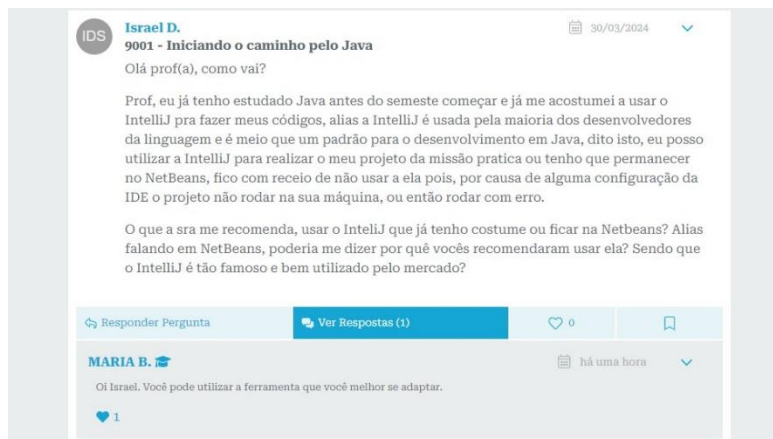 IDS
Israel D.
30/03/2024
9001 - Iniciando o caminho pelo Java
Olá prof(a), como vai?
Prof, eu já tenho estudado Java antes do semeste começar e já me acostumei a usar o
IntelliJ pra fazer meus códigos, alias a IntelliJ é usada pela maioria dos desenvolvedores
da linguagem e é meio que um padrão para o desenvolvimento em Java, dito isto, eu posso
utilizar a IntelliJ para realizar o meu projeto da missão pratica ou tenho que permanecer
no NetBeans, fico com receio de não usar a ela pois, por causa de alguma configuração da
IDE o projeto não rodar na sua máquina, ou então rodar com erro.
O que a sra me recomenda, usar o InteliJ que já tenho costume ou ficar na Netbeans? Alias
falando em NetBeans, poderia me dizer por quê vocês recomendaram usar ela? Sendo que
o IntelliJ é tão famoso e bem utilizado pelo mercado?
Responder Pergunta
Ver Respostas (1)
0
MARIA B.
há uma hora
Oi Israel. Você pode utilizar a ferramenta que você melhor se adaptar.
1